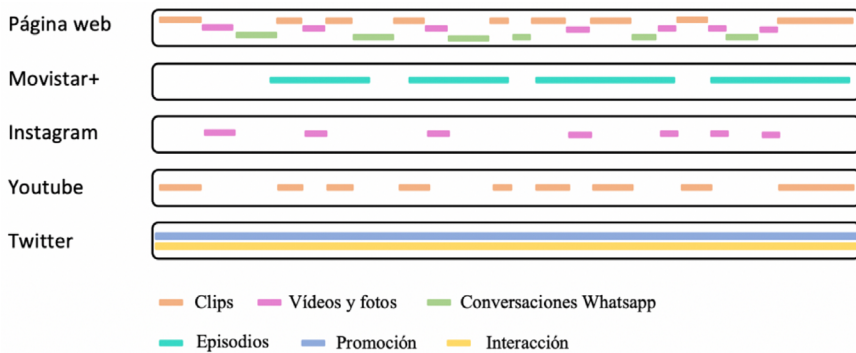 Página web
Movistar+
Instagram
Youtube
Twitter
Clips Vídeos y fotos Conversaciones Whatsapp
Episodios Promoción Interacción